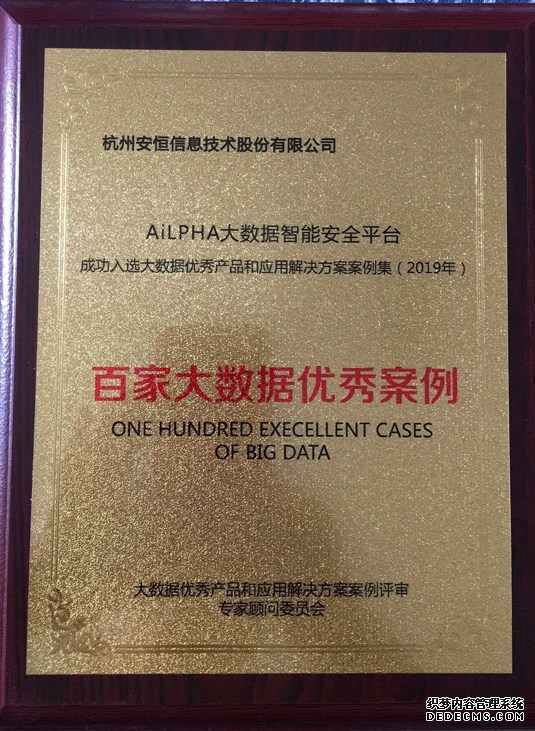 杭州安恒信息技术股份有限公司
AiLPHA大数据智能安全平台
成功入选大数据优秀产品和应用解决方案案例集（2019年）
百家大数据优秀案例
ONE HUNDRED EXECELLENT CASES
OF BIG DATA
大数据优秀产品和应用解决方案案例评审
专家顾问委员会
织梦内容管理系统
DEDECMS.COM